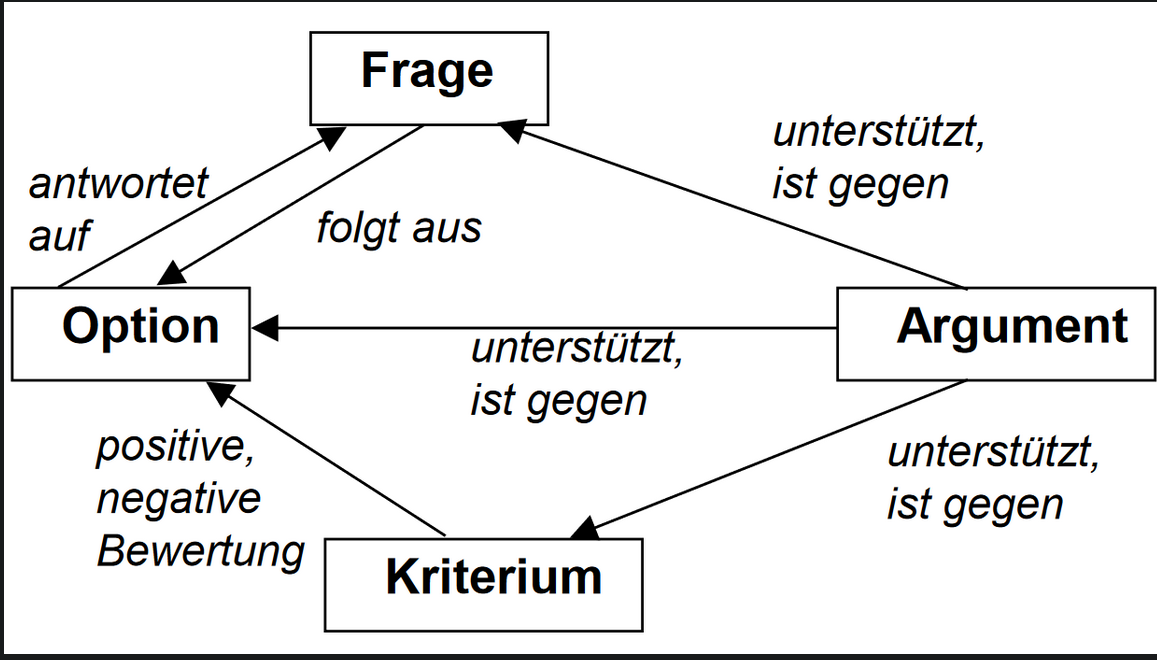 Frage
unterstützt,
ist gegen
antwortet
auf
folgt aus
Option
Argument
unterstützt,
ist gegen
positive,
negative
Bewertung
unterstützt,
ist gegen
Kriterium